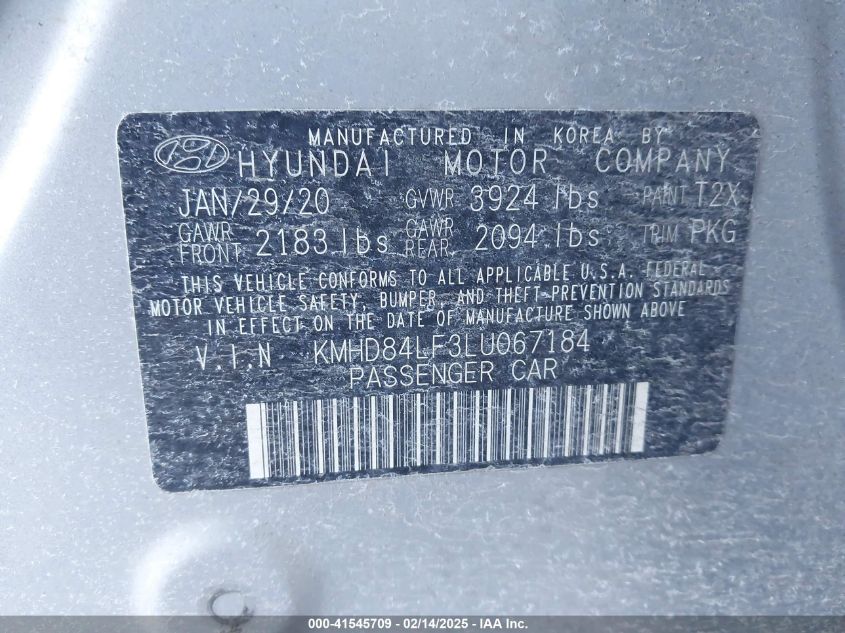 MANUFACTURED IN KOREA BY
HYUNDAI MOTOR COMPANY
JAN/29/20 GVWR 3924 lbs PAINT T2X
GAWR FRONT 2183 lbs GAWR REAR 2094 lbs TRIM PKG
THIS VEHICLE CONFORMS TO ALL APPLICABLE U.S.A. FEDERAL
MOTOR VEHICLE SAFETY, BUMPER, AND THEFT-PREVENTION STANDARDS
IN EFFECT ON THE DATE OF MANUFACTURE SHOWN ABOVE
V.I.N KMHD84LF3LU067184
PASSENGER CAR
000-41545709 - 02/14/2025 - IAA Inc.